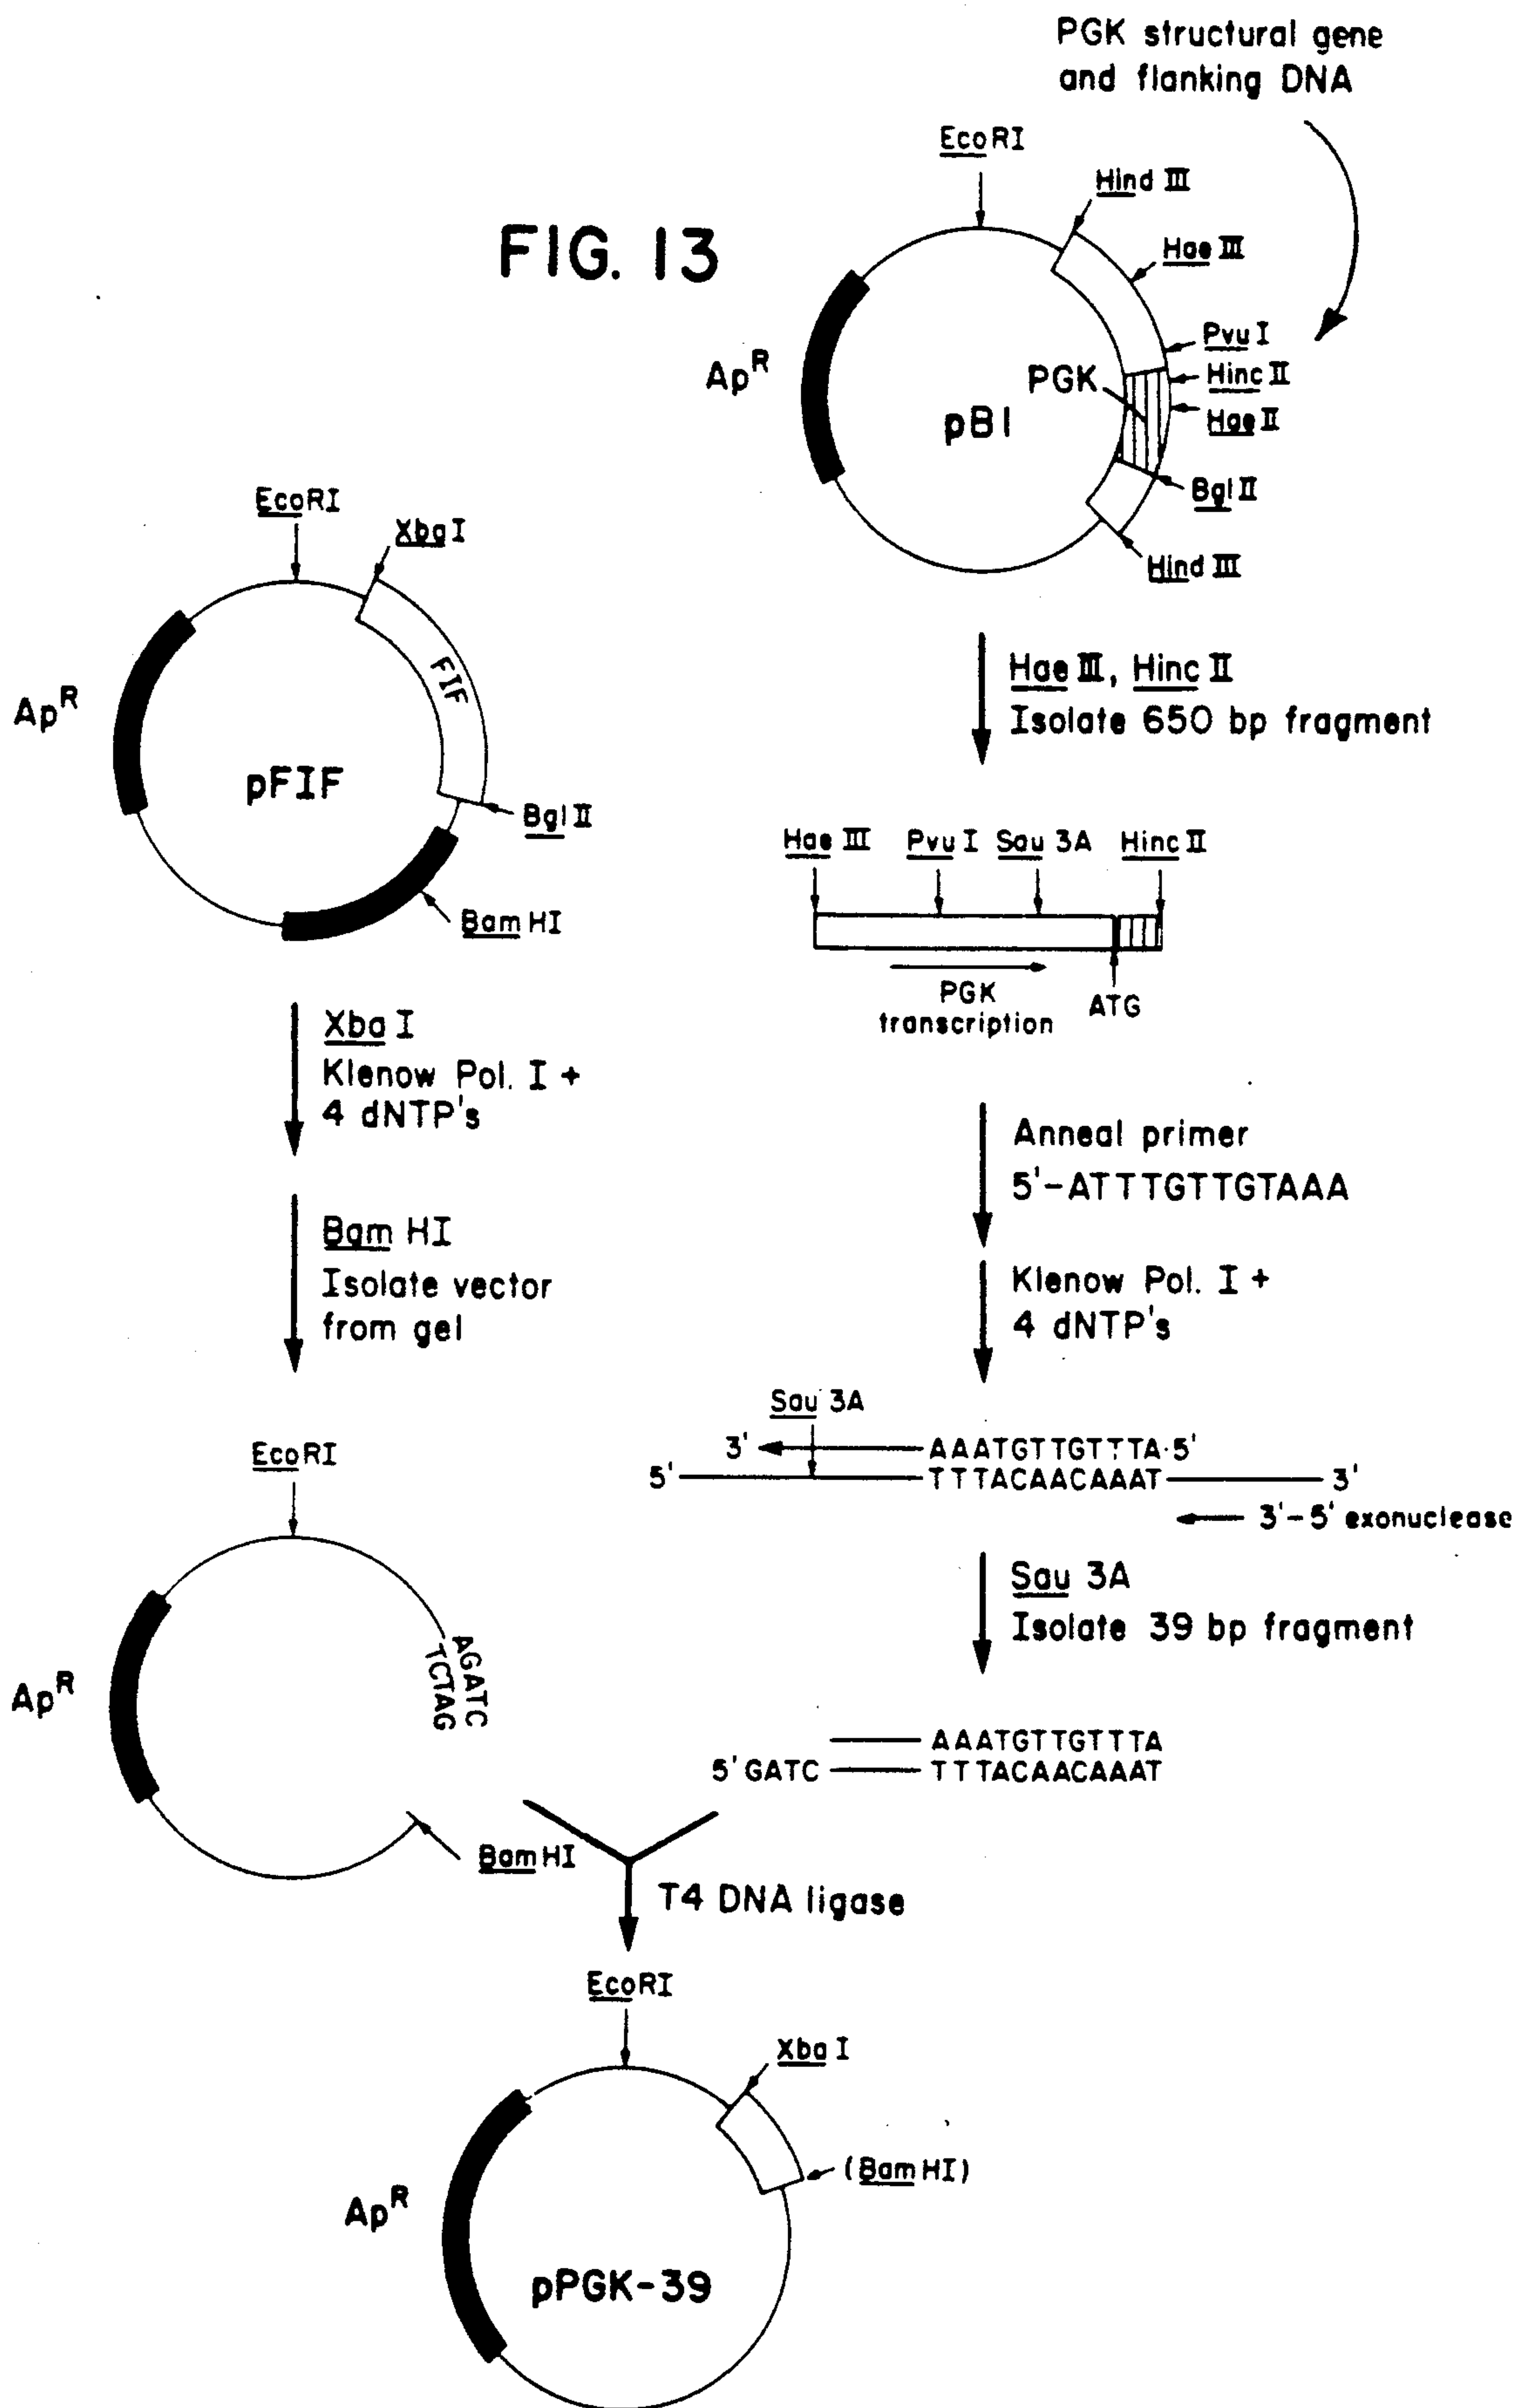 PGK structural gene
and flanking DNA
FIG. 13
EcoRI
Hind III
Hae III
Pvu I
Hinc II
Hae II
Bgl II
Hind III
PGK
pB1
Ap^R
EcoRI
Xba I
FIF
Ap^R
pFIF
Bgl II
Bam HI
Hae III, Hinc II
Isolate 650 bp fragment
Hae III
Pvu I
Sau 3A
Hinc II
PGK
transcription
ATG
Xba I
Klenow Pol. I +
4 dNTP's
Bam HI
Isolate vector
from gel
Anneal primer
5'-ATTTGTTGTAAA
Klenow Pol. I +
4 dNTP's
Sau 3A
3' AAATGTTGTTTA 5'
5' TTTACAACAAAT 3'
3'-5' exonuclease
Sau 3A
Isolate 39 bp fragment
EcoRI
Ap^R
AGATC
TCTAG
Bam HI
AAATGTTGTTTA
5'GATC TTTACAACAAAT
T4 DNA ligase
EcoRI
Xba I
(Bam HI)
Ap^R
pPGK-39